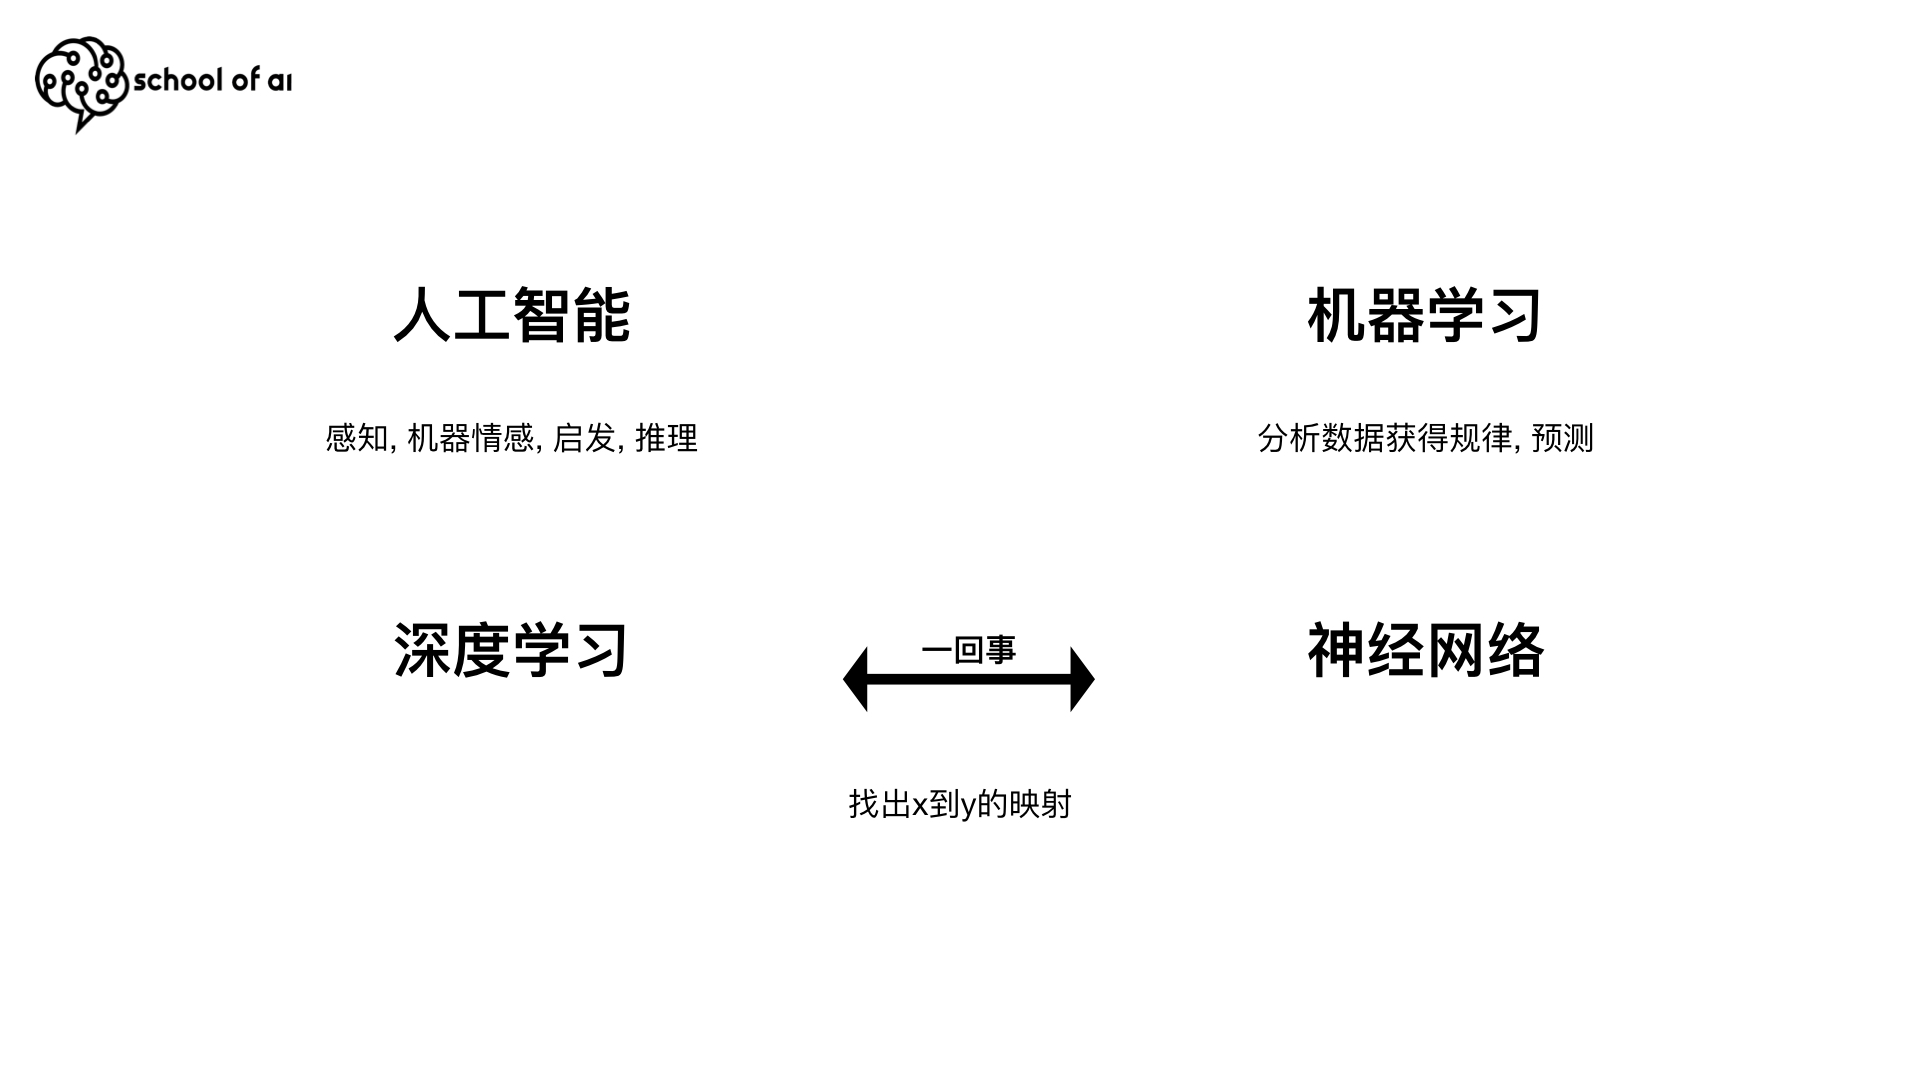 school of ai
人工智能
机器学习
感知, 机器情感, 启发, 推理
分析数据获得规律, 预测
深度学习
一回事
神经网络
找出x到y的映射